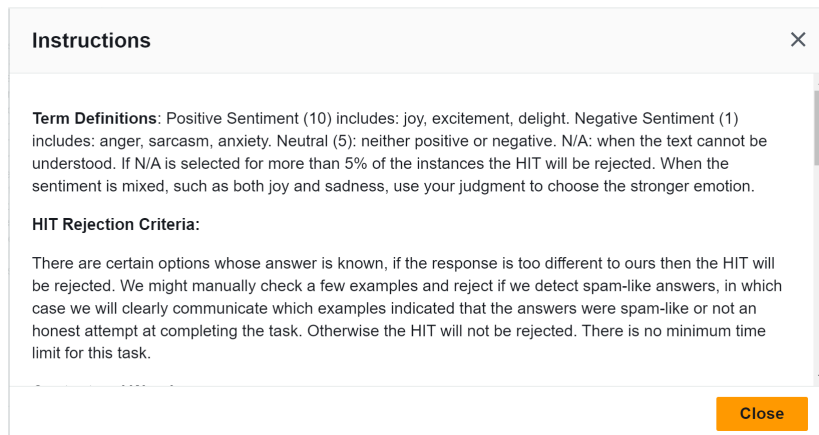 Instructions
Term Definitions: Positive Sentiment (10) includes: joy, excitement, delight. Negative Sentiment (1)
includes: anger, sarcasm, anxiety. Neutral (5): neither positive or negative. N/A: when the text cannot be
understood. If N/A is selected for more than 5% of the instances the HIT will be rejected. When the
sentiment is mixed, such as both joy and sadness, use your judgment to choose the stronger emotion.
HIT Rejection Criteria:
There are certain options whose answer is known, if the response is too different to ours then the HIT will
be rejected. We might manually check a few examples and reject if we detect spam-like answers, in which
case we will clearly communicate which examples indicated that the answers were spam-like or not an
honest attempt at completing the task. Otherwise the HIT will not be rejected. There is no minimum time
limit for this task.
Close